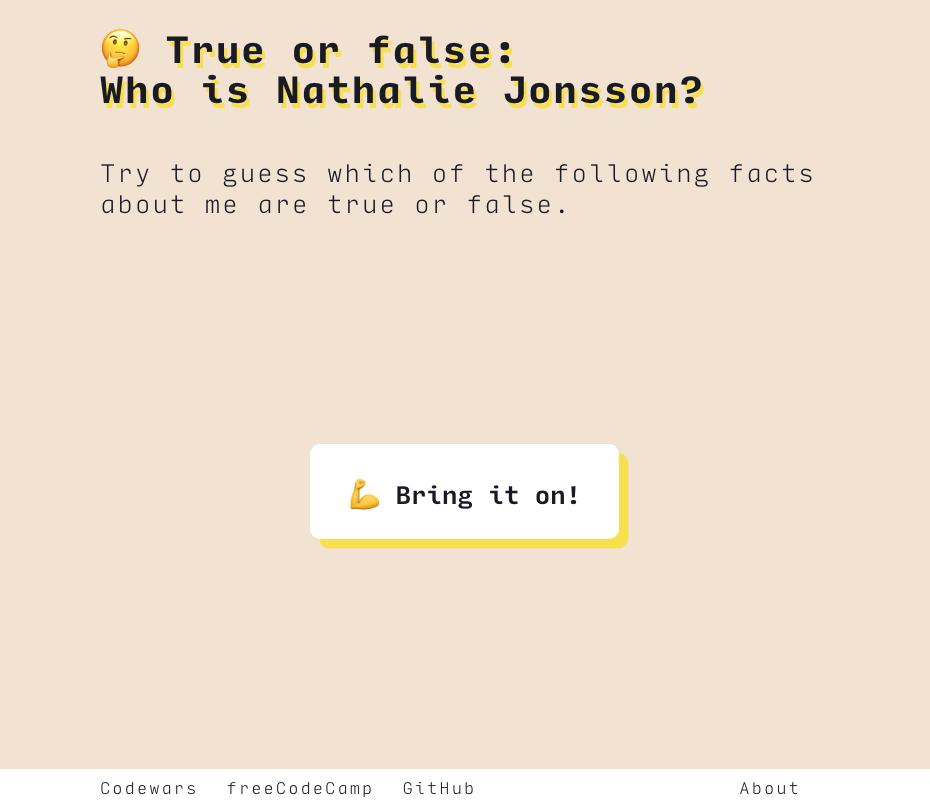 🤔 True or false:
Who is Nathalie Jonsson?
Try to guess which of the following facts
about me are true or false.
💪 Bring it on!
Codewars freeCodeCamp GitHub About